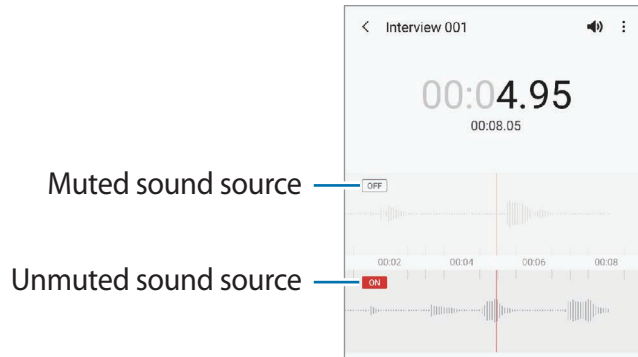 Interview 001
00:04.95
00:08.05
Muted sound source
OFF
00:02 00:04 00:06 00:08
Unmuted sound source
ON